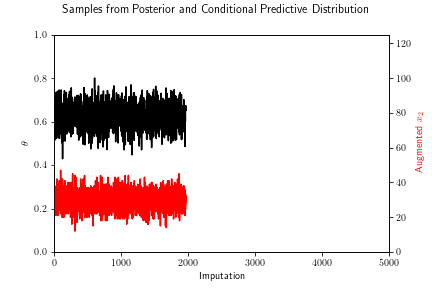 Samples from Posterior and Conditional Predictive Distribution
1.0
0.8
0.6
0.4
0.2
0.0
θ
120
100
80
60
40
20
0
Augmented x₂
0 1000 2000 3000 4000 5000
Imputation